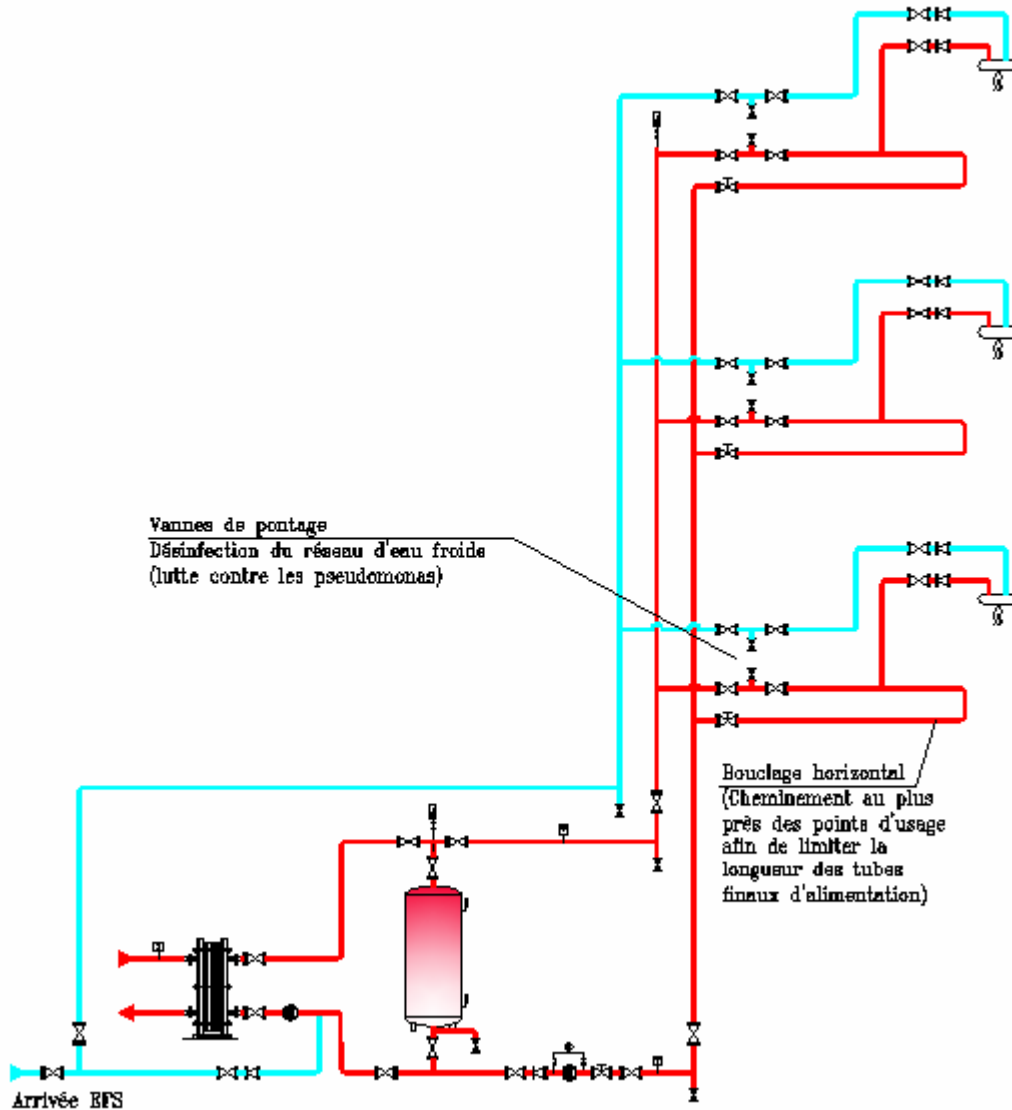 Vannes de pontage
Désinfection du réseau d'eau froide
(lutte contre les pseudomonas)
Bouclage horizontal
(Cheminement au plus
près des points d'usage
afin de limiter la
longueur des tubes
finaux d'alimentation)
Arrivée EFS